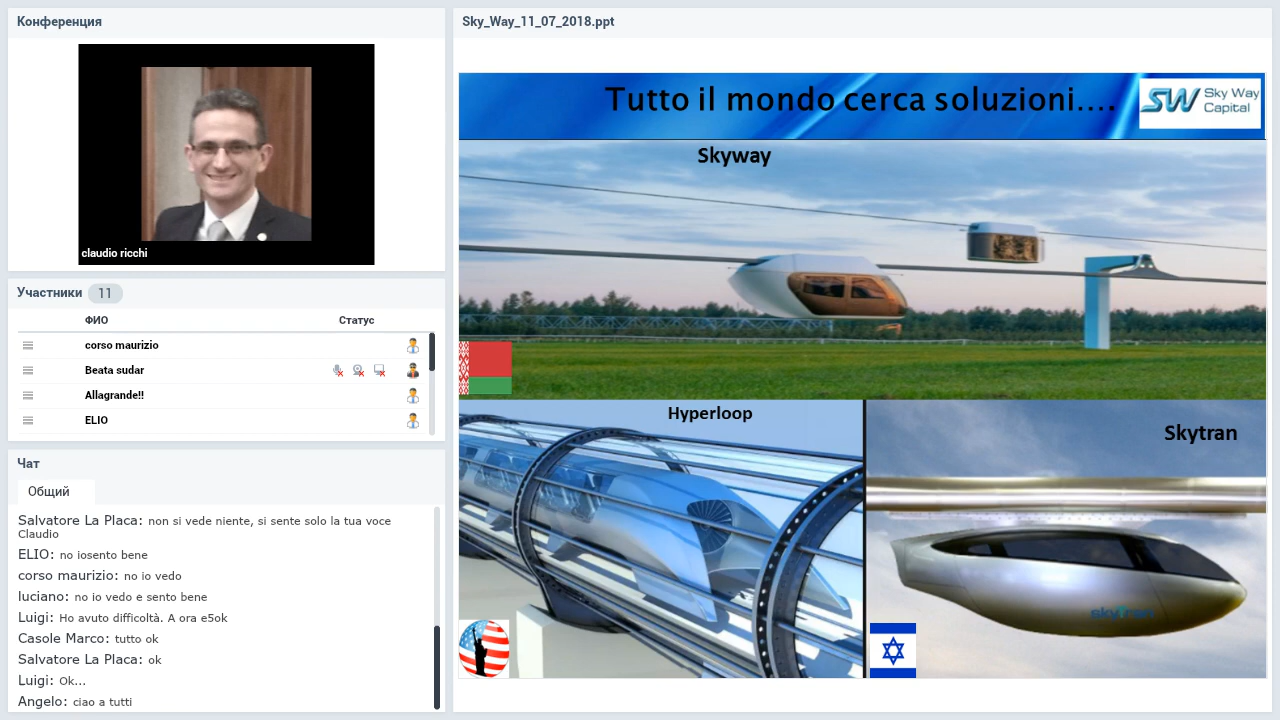 Конференция
claudio ricchi
Участники 11
ФИО Статус
corso maurizio
Beata sudar
Allagrande!!
ELIO
Чат
Общий
Salvatore La Placa: non si vede niente, si sente solo la tua voce
Claudio
ELIO: no iosento bene
corso maurizio: no io vedo
luciano: no io vedo e sento bene
Luigi: Ho avuto difficoltà. A ora e5ok
Casole Marco: tutto ok
Salvatore La Placa: ok
Luigi: Ok...
Angelo: ciao a tutti
Sky_Way_11_07_2018.ppt
Tutto il mondo cerca soluzioni....
SW Sky Way
Capital
Skyway
Hyperloop
Skytran
skyTran